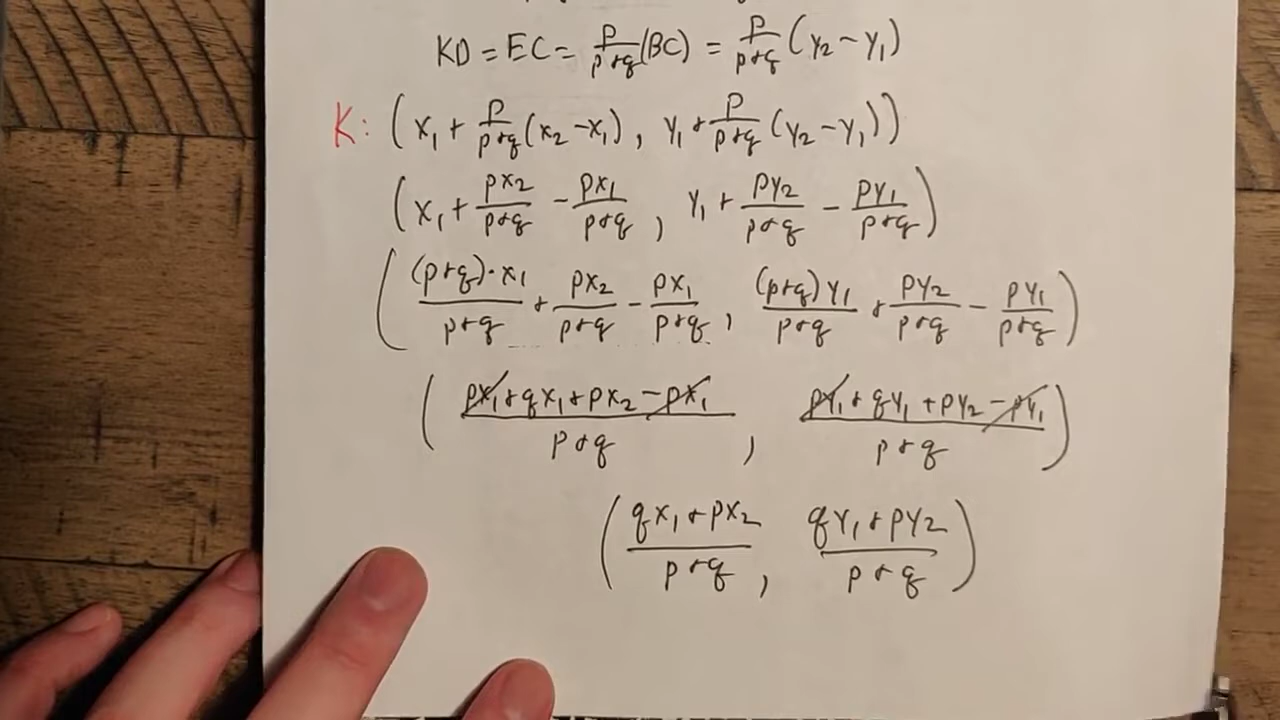 KD = EC = p/(p+q) (BC) = p/(p+q) (y₂ − y₁)
K: (x₁ + p/(p+q) (x₂ − x₁), y₁ + p/(p+q) (y₂ − y₁))
(x₁ + px₂/(p+q) − px₁/(p+q), y₁ + py₂/(p+q) − py₁/(p+q))
((p+q)·x₁/(p+q) + px₂/(p+q) − px₁/(p+q), (p+q)y₁/(p+q) + py₂/(p+q) − py₁/(p+q))
((px₁ + qx₁ + px₂ − px₁)/(p+q), (py₁ + qy₁ + py₂ − py₁)/(p+q))
((qx₁ + px₂)/(p+q), (qy₁ + py₂)/(p+q))